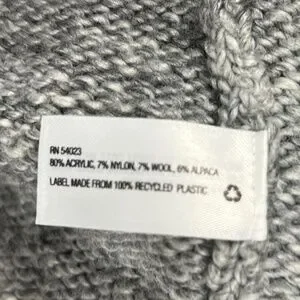 RN 54023
80% ACRYLIC, 7% NYLON, 7% WOOL, 6% ALPACA
LABEL MADE FROM 100% RECYCLED PLASTIC